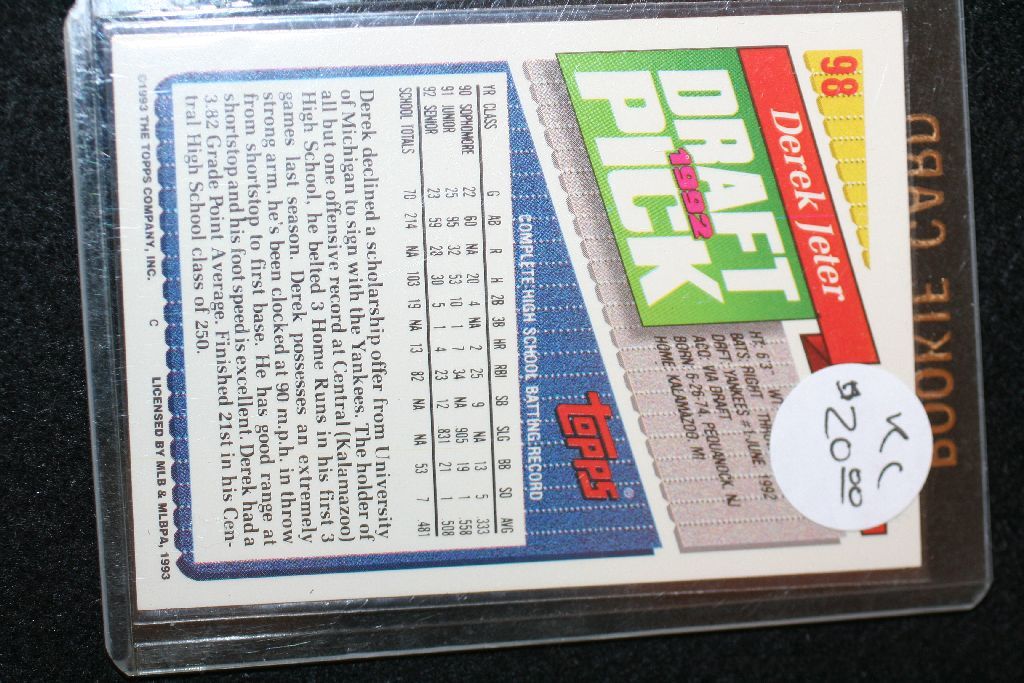 ROOKIE CARD
98
Derek Jeter
DRAFT
1992
PICK
KC
$20.00
HT: 6'3" WT
BATS: RIGHT THRO
DRAFT: YANKEES #1-JUNE, 1992
ACQ: VIA DRAFT
BORN: 6-26-74, PEQUANOCK, NJ
HOME: KALAMAZOO, MI
topps®
COMPLETE HIGH SCHOOL BATTING RECORD
YR CLASS G AB R H 2B 3B HR RBI SB SLG BB SO AVG
90 SOPHOMORE 22 60 NA 20 4 NA 2 25 9 NA 13 5 .333
91 JUNIOR 25 95 32 53 10 1 7 34 NA .905 19 1 .558
92 SENIOR 23 59 28 30 5 1 4 23 12 .831 21 1 .508
SCHOOL TOTALS 70 214 NA 103 19 NA 13 82 NA NA 53 7 .481
Derek declined a scholarship offer from University
of Michigan to sign with the Yankees. The holder of
all but one offensive record at Central (Kalamazoo)
High School, he belted 3 Home Runs in his first 3
games last season. Derek possesses an extremely
strong arm. he's been clocked at 90 m.p.h. in throw
from shortstop to first base. He has good range at
shortstop and his foot speed is excellent. Derek had a
3.82 Grade Point Average. Finished 21st in his Cen-
tral High School class of 250.
©1993 THE TOPPS COMPANY, INC. C LICENSED BY MLB & MLBPA, 1993